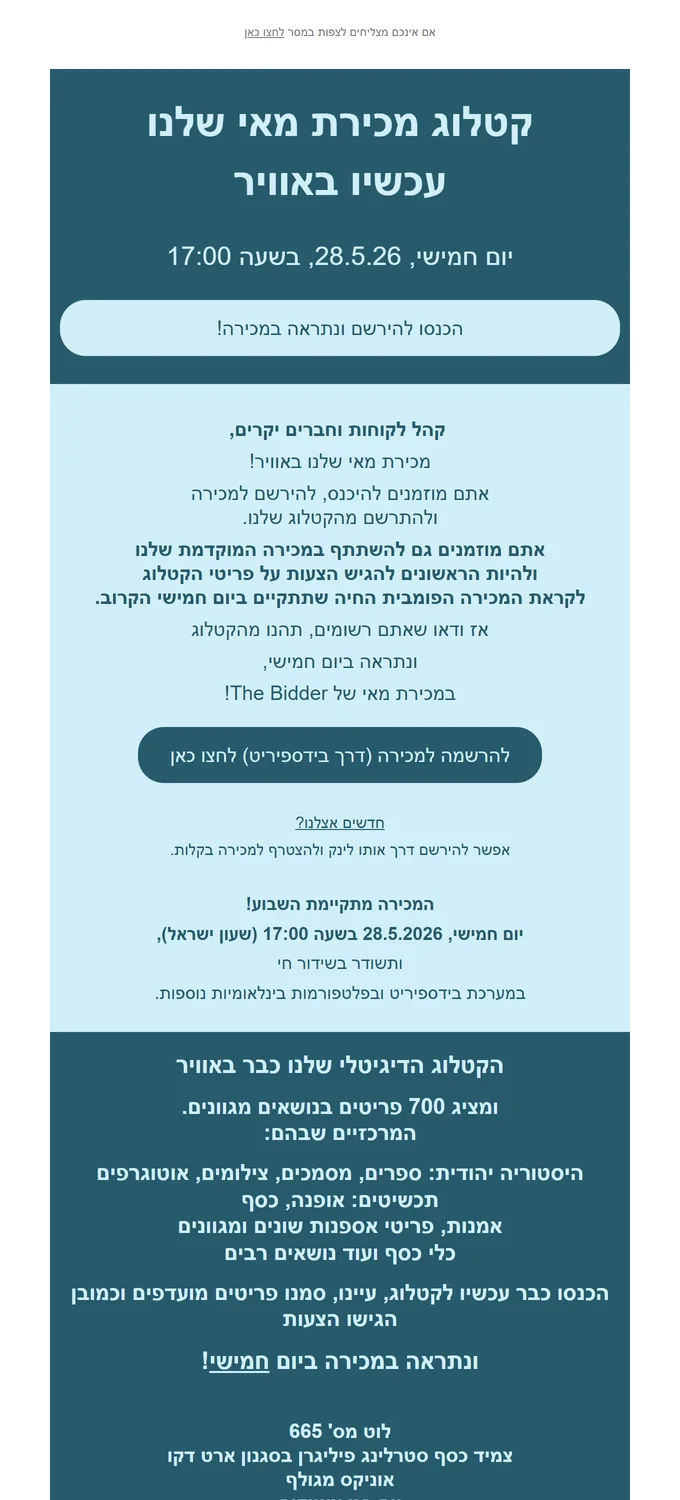 אם אינכם מצליחים לצפות במסר לחצו כאן
קטלוג מכירת מאי שלנו
עכשיו באוויר
יום חמישי, 28.5.26, בשעה 17:00
הכנסו להירשם ונתראה במכירה!
קהל לקוחות וחברים יקרים,
מכירת מאי שלנו באוויר!
אתם מוזמנים להיכנס, להירשם למכירה
ולהתרשם מהקטלוג שלנו.
אתם מוזמנים גם להשתתף במכירה המוקדמת שלנו
ולהיות הראשונים להגיש הצעות על פריטי הקטלוג
לקראת המכירה הפומבית החיה שתתקיים ביום חמישי הקרוב.
אז ודאו שאתם רשומים, תהנו מהקטלוג
ונתראה ביום חמישי,
במכירת מאי של The Bidder!
להרשמה למכירה (דרך בידספיריט) לחצו כאן
חדשים אצלנו?
אפשר להירשם דרך אותו לינק ולהצטרף למכירה בקלות.
המכירה מתקיימת השבוע!
יום חמישי, 28.5.2026 בשעה 17:00 (שעון ישראל),
ותשודר בשידור חי
במערכת בידספיריט ובפלטפורמות בינלאומיות נוספות.
הקטלוג הדיגיטלי שלנו כבר באוויר
ומציג 700 פריטים בנושאים מגוונים.
המרכזיים שבהם:
היסטוריה יהודית: ספרים, מסמכים, צילומים, אוטוגרפים
תכשיטים: אופנה, כסף
אמנות, פריטי אספנות שונים ומגוונים
כלי כסף ועוד נושאים רבים
הכנסו כבר עכשיו לקטלוג, עיינו, סמנו פריטים מועדפים וכמובן
הגישו הצעות
ונתראה במכירה ביום חמישי!
לוט מס' 665
צמיד כסף סטרלינג פיליגרן בסגנון ארט דקו
אוניקס מגולף